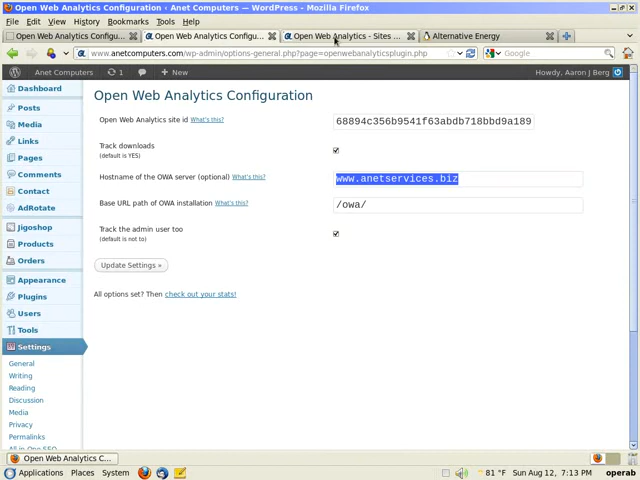 Open Web Analytics Configuration ‹ Anet Computers — WordPress - Mozilla Firefox
File Edit View History Bookmarks Tools Help
Open Web Analytics Config...
Open Web Analytics Configu...
Open Web Analytics - Sites ...
Alternative Energy
www.anetcomputers.com/wp-admin/options-general.php?page=openwebanalyticsplugin.php
Google
Anet Computers 1 + New Howdy, Aaron J Berg
Dashboard
Posts
Media
Links
Pages
Comments
Contact
AdRotate
Jigoshop
Products
Orders
Appearance
Plugins
Users
Tools
Settings
General
Writing
Reading
Discussion
Media
Privacy
Permalinks
All in One SEO
Open Web Analytics Configuration
Open Web Analytics site id What's this? 68894c356b9541f63abdb718bbd9a189
Track downloads
(default is YES)
Hostname of the OWA server (optional) What's this? www.anetservices.biz
Base URL path of OWA installation What's this? /owa/
Track the admin user too
(default is not to)
Update Settings »
All options set? Then check out your stats!
Open Web Analytics C...
Applications Places System 81 °F Sun Aug 12, 7:13 PM operab